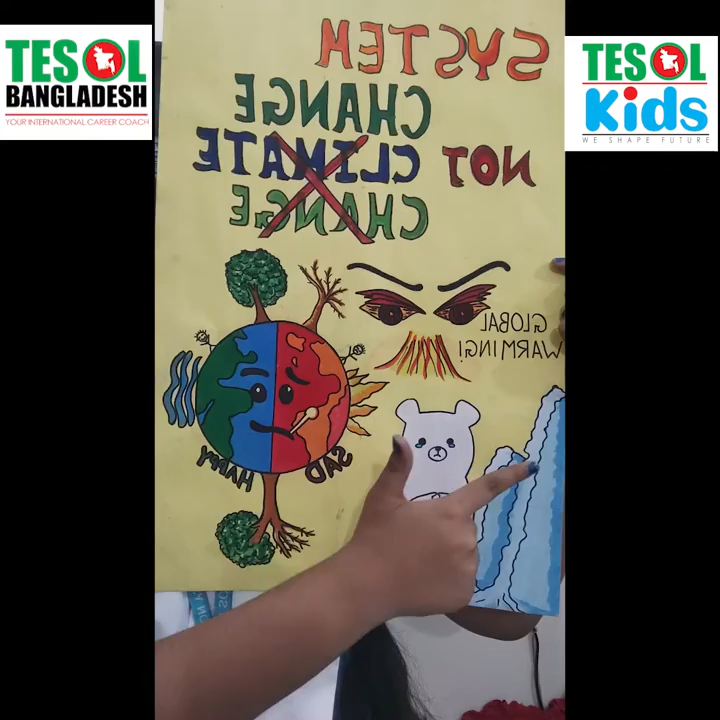 TESOL
BANGLADESH
YOUR INTERNATIONAL CAREER COACH
TESOL
Kids
WE SHAPE FUTURE
SYSTEM
CHANGE
NOT CLIMATE
CHANGE
GLOBAL
WARMING!
HAPPY
SAD